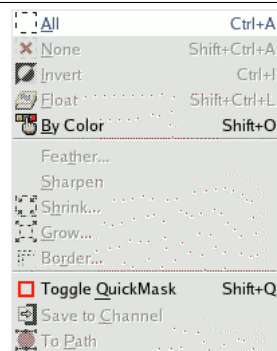 All Ctrl+A
None Shift+Ctrl+A
Invert Ctrl+I
Float Shift+Ctrl+L
By Color Shift+O
Feather...
Sharpen
Shrink...
Grow...
Border...
Toggle QuickMask Shift+Q
Save to Channel
To Path